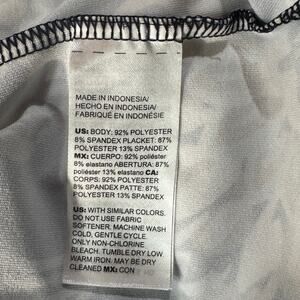 MADE IN INDONESIA/
HECHO EN INDONESIA/
FABRIQUÉ EN INDONÉSIE
US: BODY: 92% POLYESTER
8% SPANDEX PLACKET: 87%
POLYESTER 13% SPANDEX
MX: CUERPO: 92% poliéster
8% elastano ABERTURA: 87%
poliéster 13% elastano CA:
CORPS: 92% POLYESTER
8% SPANDEX PATTE: 87%
POLYESTER 13% SPANDEX
US: WITH SIMILAR COLORS.
DO NOT USE FABRIC
SOFTENER. MACHINE WASH
COLD, GENTLE CYCLE.
ONLY NON-CHLORINE
BLEACH. TUMBLE DRY LOW
WARM IRON. MAY BE DRY
CLEANED MX: CON